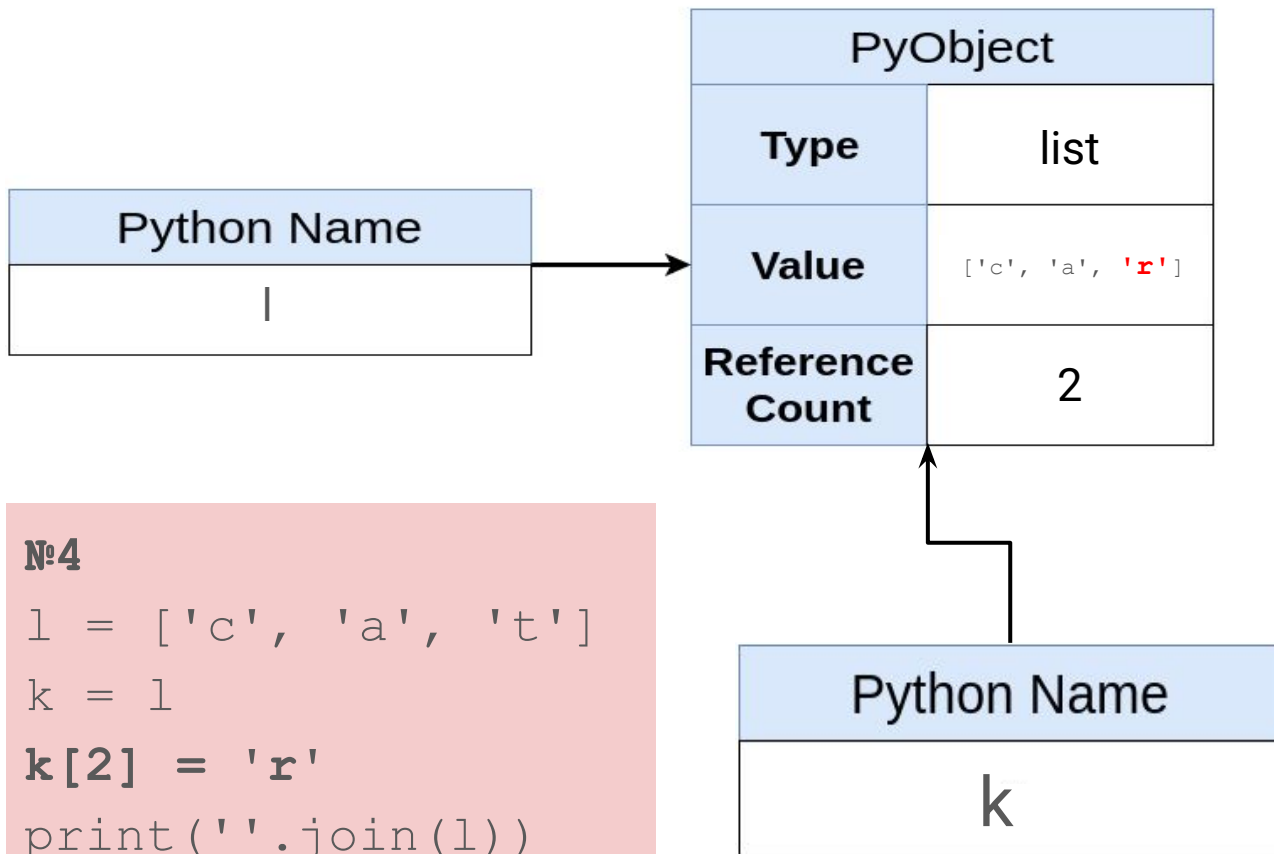 PyObject
Type
list
Python Name
l
Value
['c', 'a', 'r']
Reference
Count
2
№4
l = ['c', 'a', 't']
k = l
k[2] = 'r'
print(''.join(l))
Python Name
k